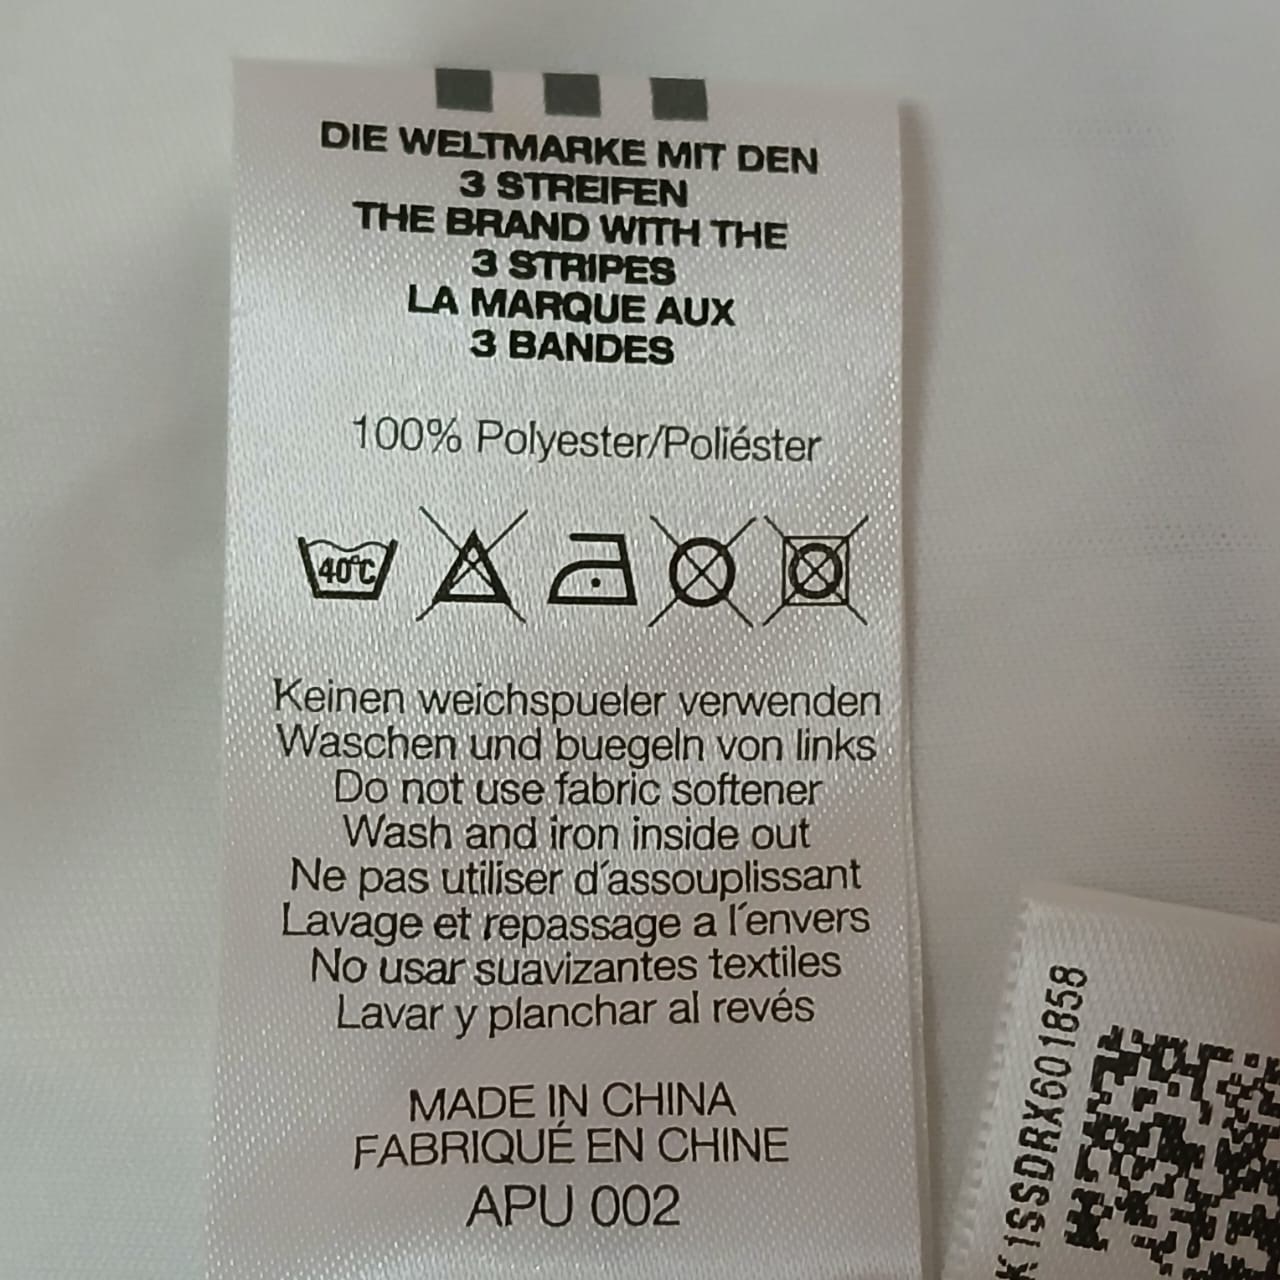 DIE WELTMARKE MIT DEN
3 STREIFEN
THE BRAND WITH THE
3 STRIPES
LA MARQUE AUX
3 BANDES
100% Polyester/Poliéster
40°C
Keinen weichspueler verwenden
Waschen und buegeln von links
Do not use fabric softener
Wash and iron inside out
Ne pas utiliser d´assouplissant
Lavage et repassage a l´envers
No usar suavizantes textiles
Lavar y planchar al revés
MADE IN CHINA
FABRIQUÉ EN CHINE
APU 002
K1SSDRX601858